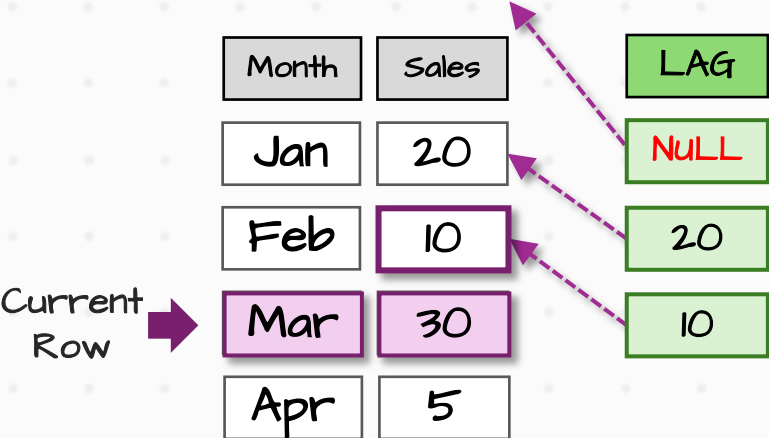 Month Sales LAG
Jan 20 NULL
Feb 10 20
Current
Row
Mar 30 10
Apr 5